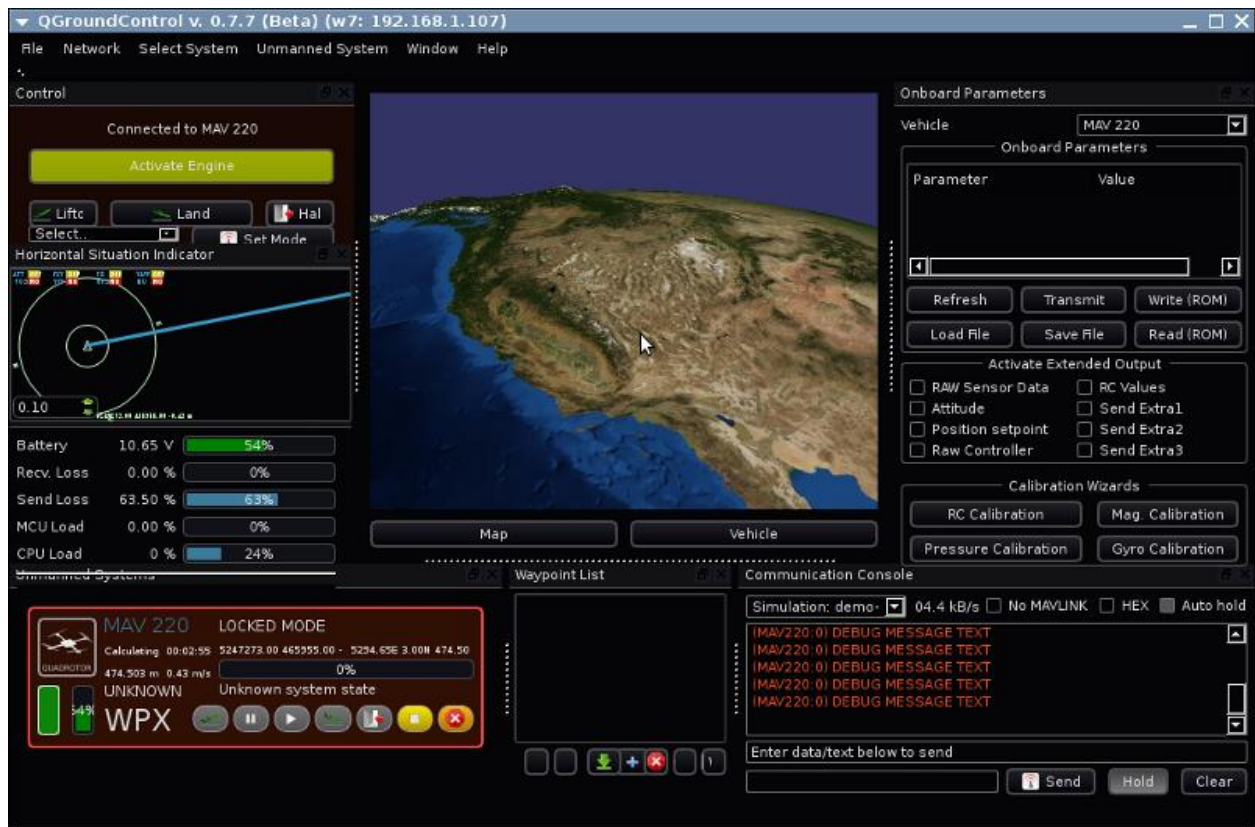 QGroundControl v. 0.7.7 (Beta) (w7: 192.168.1.107)
File Network Select System Unmanned System Window Help
Control
Connected to MAV 220
Activate Engine
Liftc Land Hal
Select.. Set Mode
Horizontal Situation Indicator
0.10
Battery 10.65 V 54%
Recv. Loss 0.00 % 0%
Send Loss 63.50 % 63%
MCU Load 0.00 % 0%
CPU Load 0 % 24%
Map Vehicle
Onboard Parameters
Vehicle MAV 220
Onboard Parameters
Parameter Value
Refresh Transmit Write (ROM)
Load File Save File Read (ROM)
Activate Extended Output
RAW Sensor Data RC Values
Attitude Send Extra1
Position setpoint Send Extra2
Raw Controller Send Extra3
Calibration Wizards
RC Calibration Mag. Calibration
Pressure Calibration Gyro Calibration
Unmanned Systems
MAV 220 LOCKED MODE
Calculating 00:02:55 5247273.00 465955.00 - 5294.65E 3.00N 474.50
QUADROTOR
474.503 m 0.43 m/s 0%
UNKNOWN Unknown system state
54% WPX
Waypoint List
Communication Console
Simulation: demo- 04.4 kB/s No MAVLINK HEX Auto hold
(MAV220:0) DEBUG MESSAGE TEXT
(MAV220:0) DEBUG MESSAGE TEXT
(MAV220:0) DEBUG MESSAGE TEXT
(MAV220:0) DEBUG MESSAGE TEXT
(MAV220:0) DEBUG MESSAGE TEXT
Enter data/text below to send
Send Hold Clear